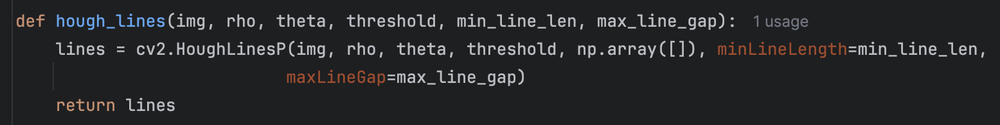 def hough_lines(img, rho, theta, threshold, min_line_len, max_line_gap): 1 usage
    lines = cv2.HoughLinesP(img, rho, theta, threshold, np.array([]), minLineLength=min_line_len,
                           maxLineGap=max_line_gap)
    return lines